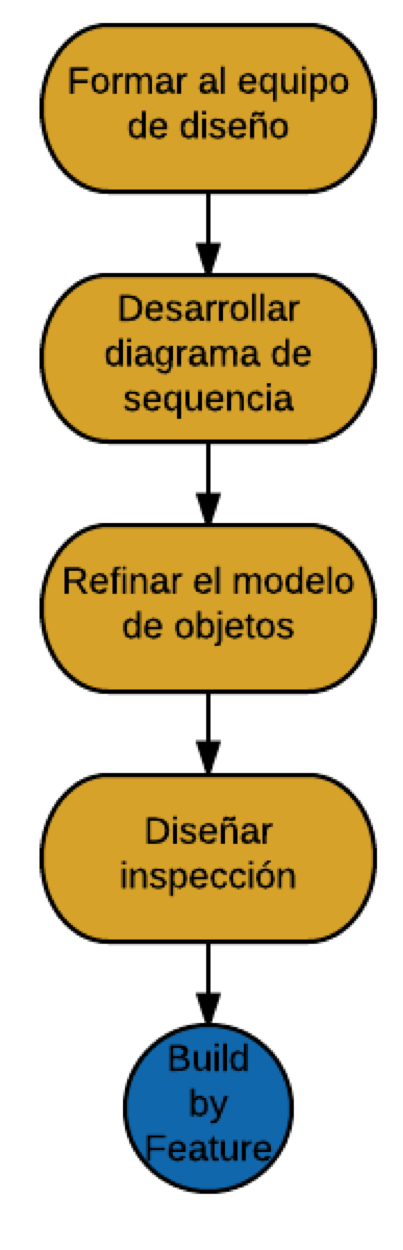 Formar al equipo
de diseño
Desarrollar
diagrama de
sequencia
Refinar el modelo
de objetos
Diseñar
inspección
Build
by
Feature